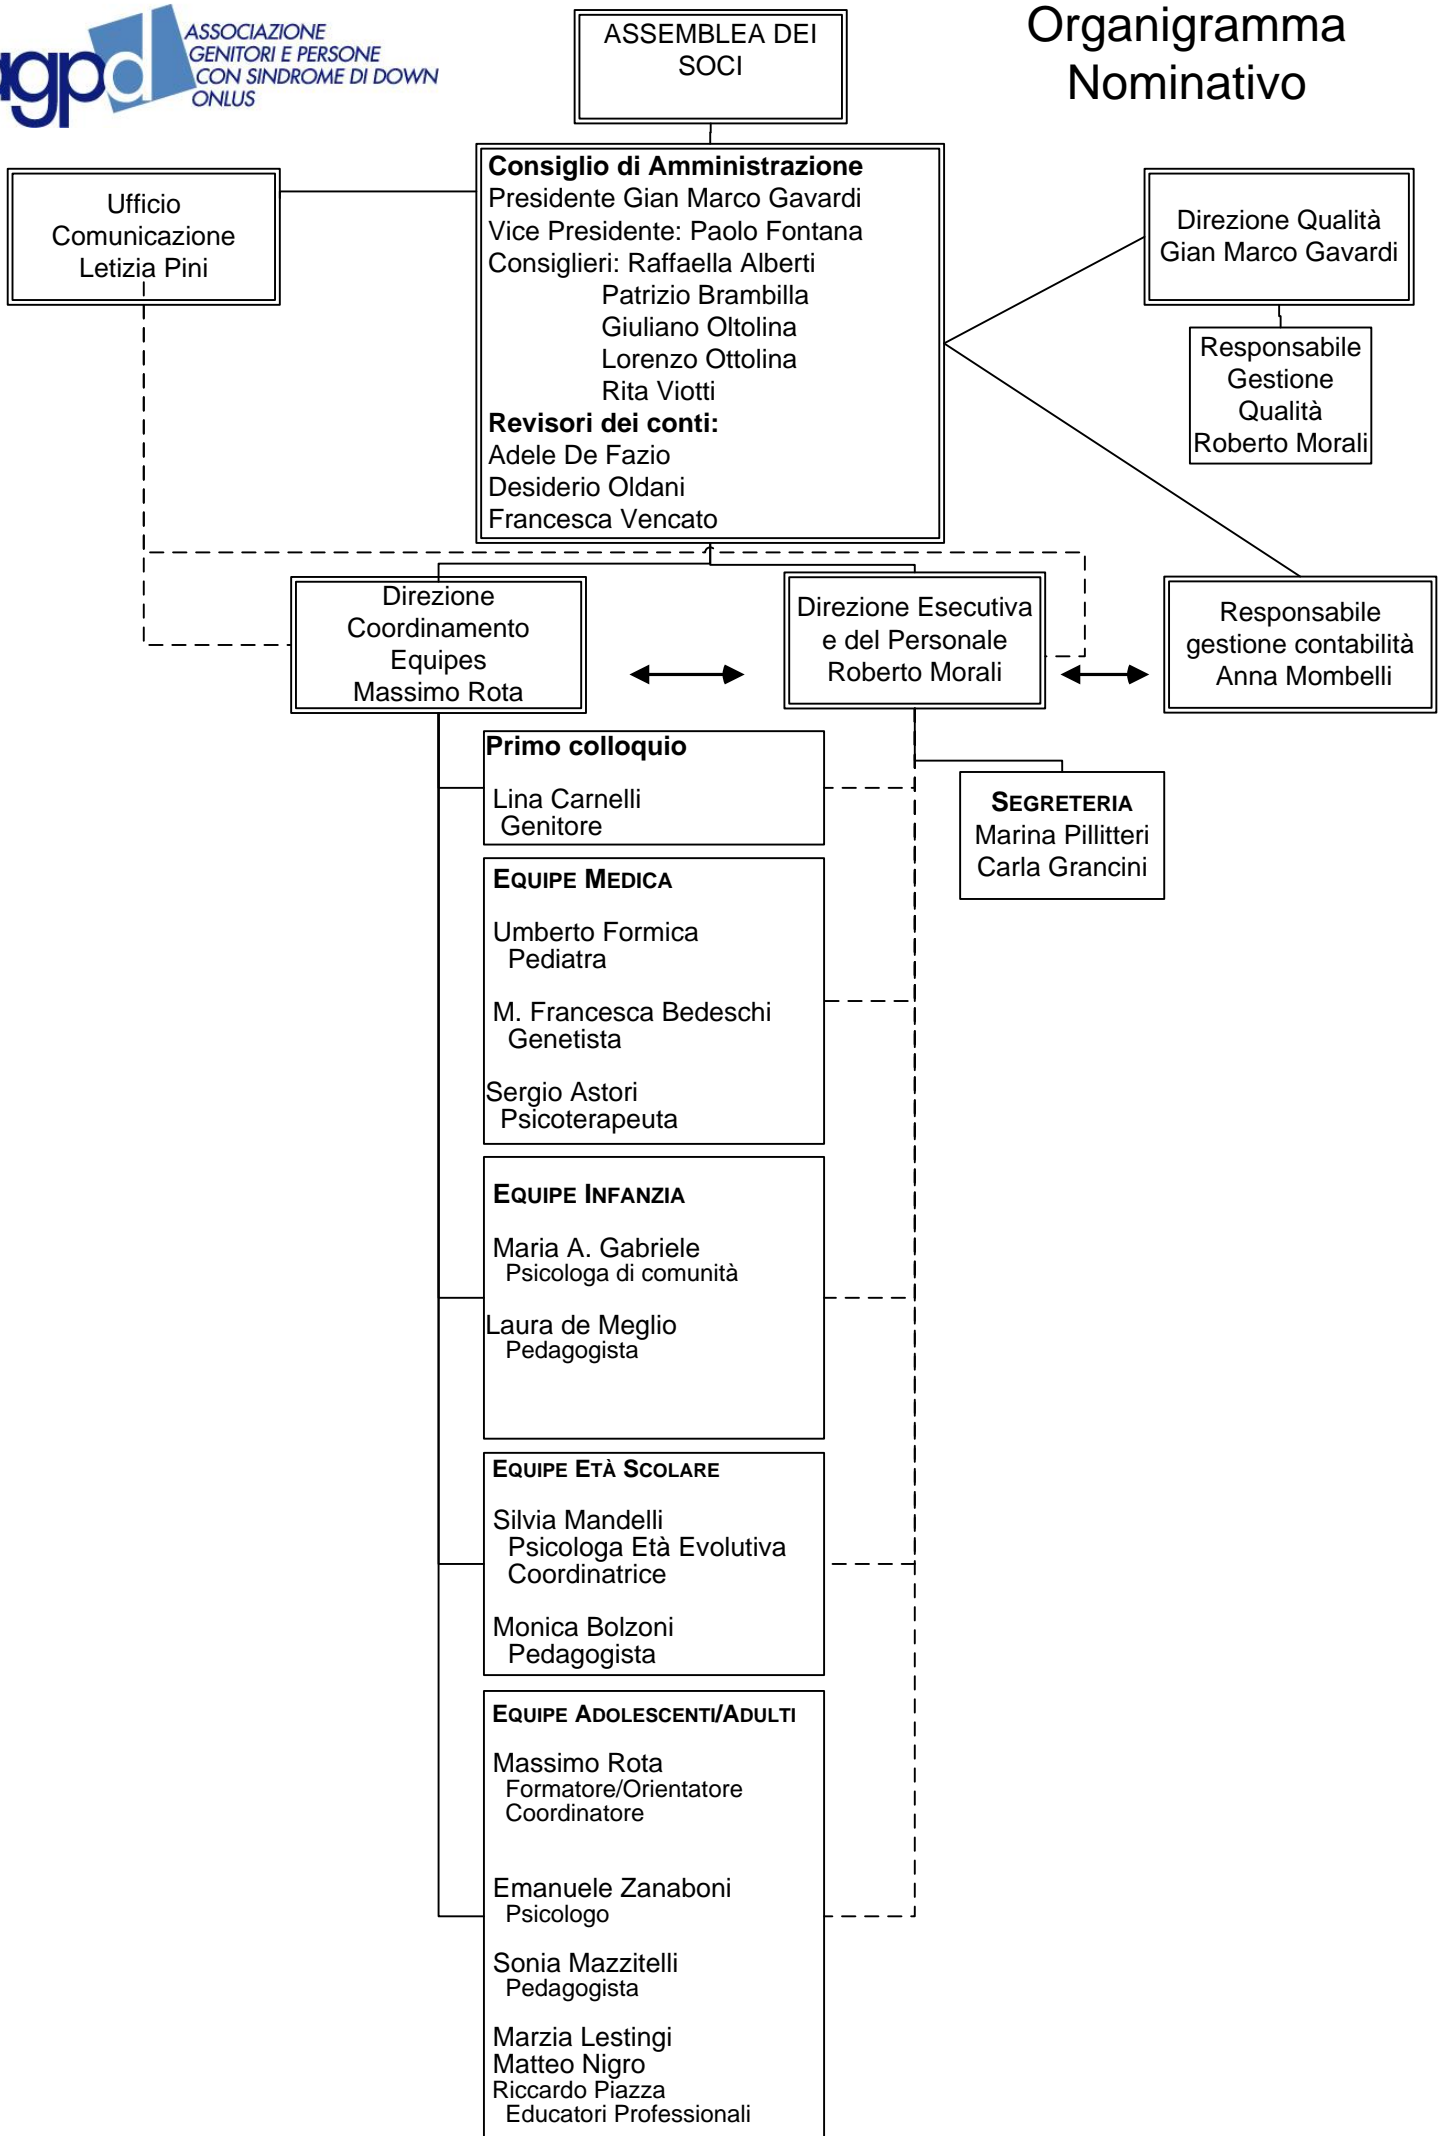 agpd
ASSOCIAZIONE
GENITORI E PERSONE
CON SINDROME DI DOWN
ONLUS
ASSEMBLEA DEI
SOCI
Organigramma
Nominativo
Ufficio
Comunicazione
Letizia Pini
Consiglio di Amministrazione
Presidente Gian Marco Gavardi
Vice Presidente: Paolo Fontana
Consiglieri: Raffaella Alberti
Patrizio Brambilla
Giuliano Oltolina
Lorenzo Ottolina
Rita Viotti
Revisori dei conti:
Adele De Fazio
Desiderio Oldani
Francesca Vencato
Direzione Qualità
Gian Marco Gavardi
Responsabile
Gestione
Qualità
Roberto Morali
Direzione
Coordinamento
Equipes
Massimo Rota
Direzione Esecutiva
e del Personale
Roberto Morali
Responsabile
gestione contabilità
Anna Mombelli
Primo colloquio
Lina Carnelli
Genitore
SEGRETERIA
Marina Pillitteri
Carla Grancini
EQUIPE MEDICA
Umberto Formica
Pediatra
M. Francesca Bedeschi
Genetista
Sergio Astori
Psicoterapeuta
EQUIPE INFANZIA
Maria A. Gabriele
Psicologa di comunità
Laura de Meglio
Pedagogista
EQUIPE ETÀ SCOLARE
Silvia Mandelli
Psicologa Età Evolutiva
Coordinatrice
Monica Bolzoni
Pedagogista
EQUIPE ADOLESCENTI/ADULTI
Massimo Rota
Formatore/Orientatore
Coordinatore
Emanuele Zanaboni
Psicologo
Sonia Mazzitelli
Pedagogista
Marzia Lestingi
Matteo Nigro
Riccardo Piazza
Educatori Professionali